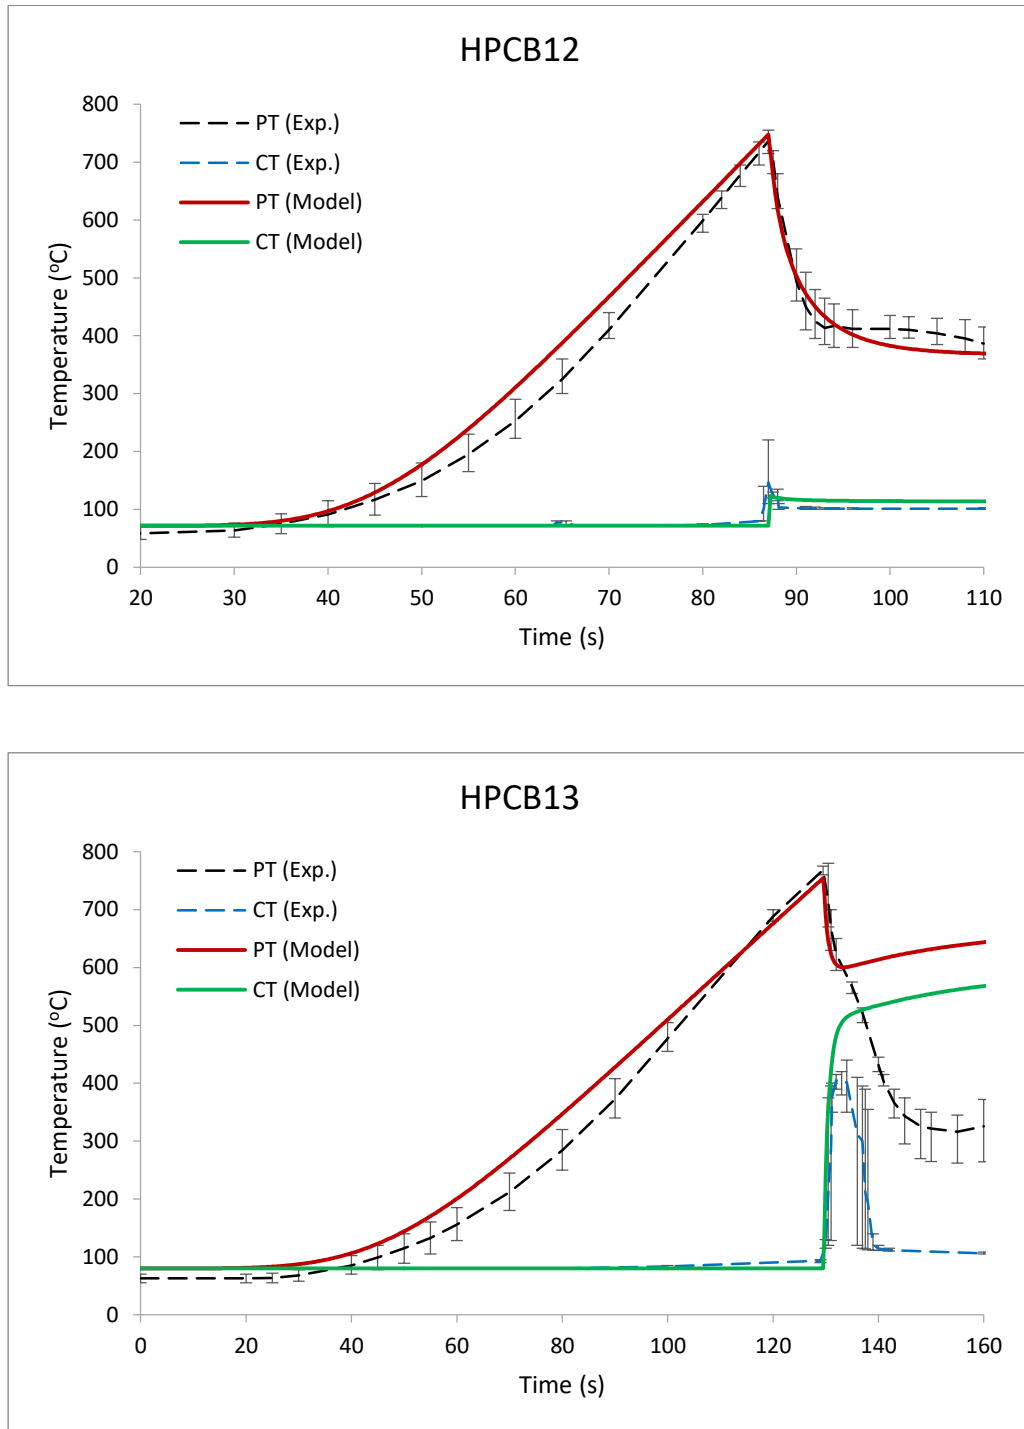 HPCB12
800
700
600
500
400
300
200
100
0
Temperature (oC)
PT (Exp.)
CT (Exp.)
PT (Model)
CT (Model)
20 30 40 50 60 70 80 90 100 110
Time (s)
HPCB13
800
700
600
500
400
300
200
100
0
Temperature (oC)
PT (Exp.)
CT (Exp.)
PT (Model)
CT (Model)
0 20 40 60 80 100 120 140 160
Time (s)